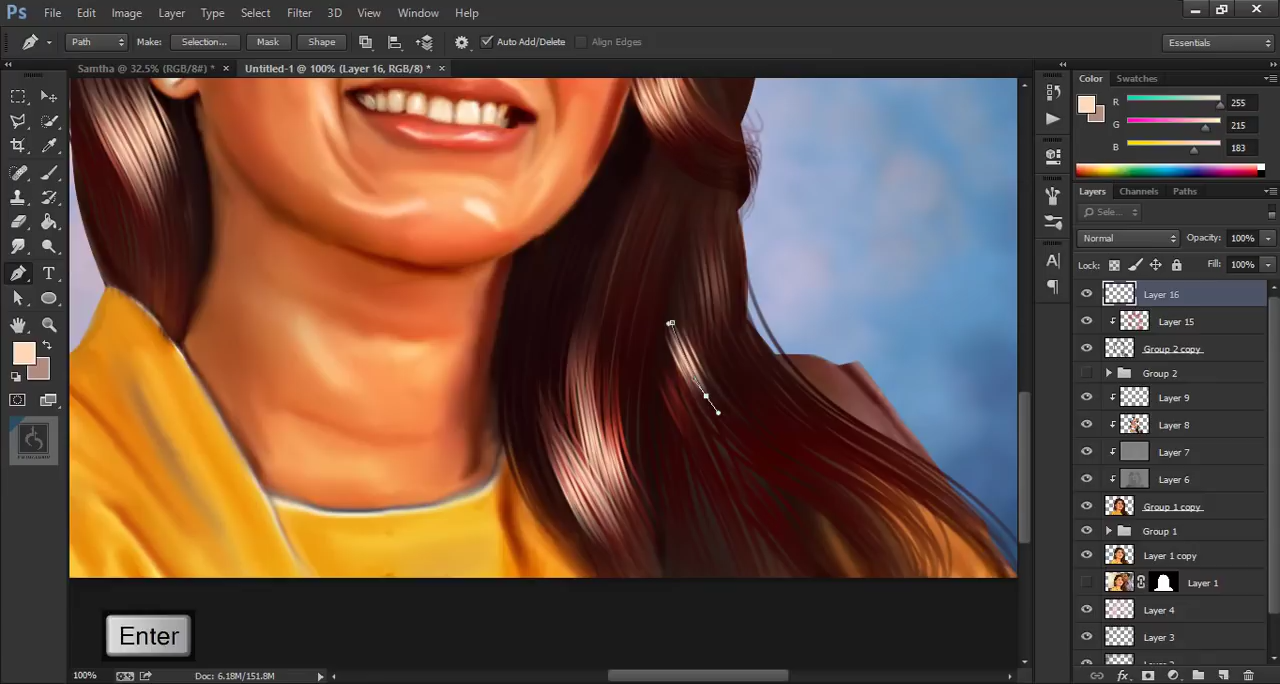 Ps File Edit Image Layer Type Select Filter 3D View Window Help
Path Make: Selection... Mask Shape Auto Add/Delete Align Edges Essentials
Samtha @ 32.5% (RGB/8#) * × Untitled-1 @ 100% (Layer 16, RGB/8) * ×
Color Swatches
R 255
G 215
B 183
Layers Channels Paths
Sele...
Normal Opacity: 100%
Lock: Fill: 100%
Layer 16
Layer 15
Group 2 copy
Group 2
Layer 9
Layer 8
Layer 7
Layer 6
Group 1 copy
Group 1
Layer 1 copy
Layer 1
Layer 4
Layer 3
Enter
100% Doc: 6.18M/151.8M